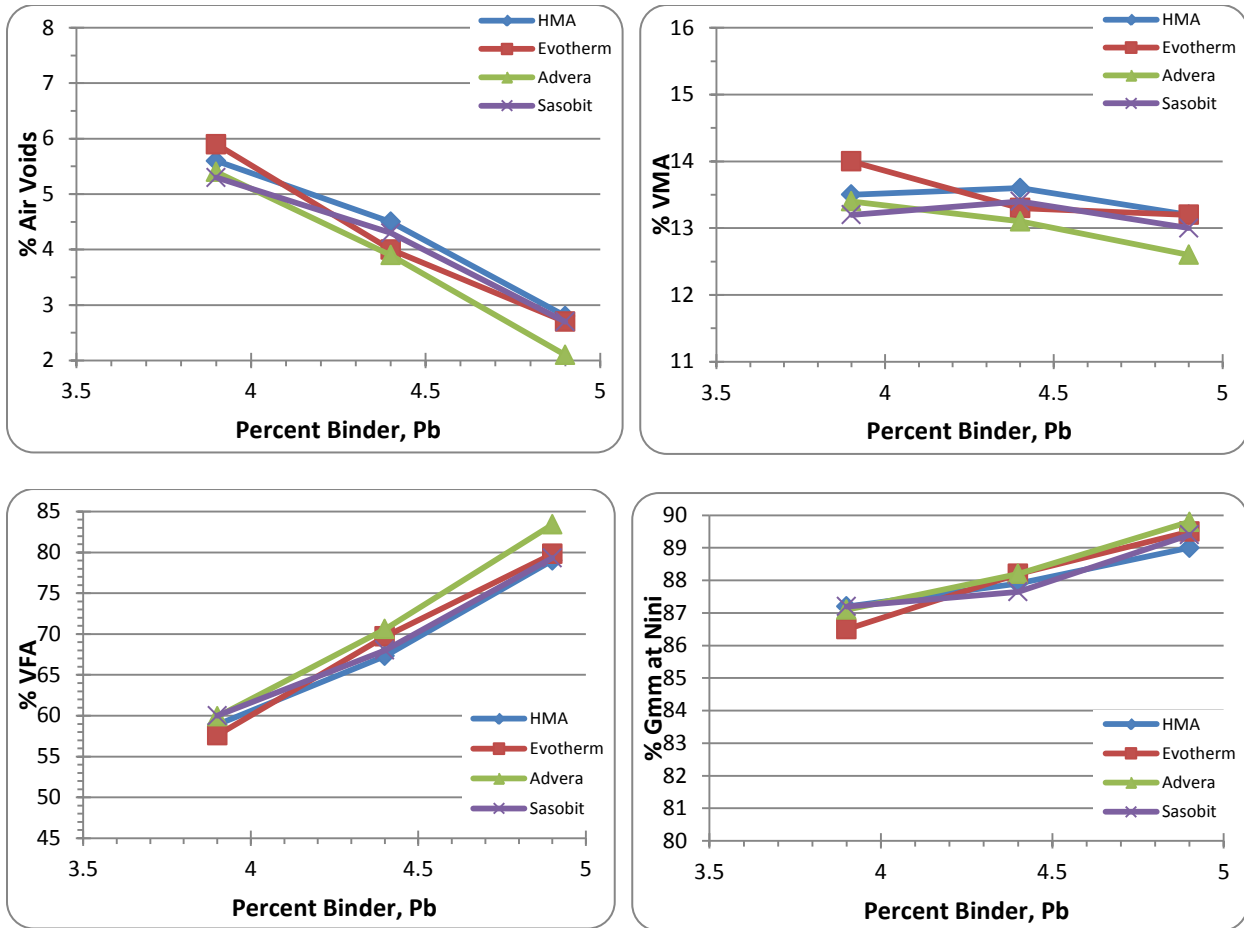 % Air Voids
8
7
6
5
4
3
2
3.5 4 4.5 5
Percent Binder, Pb
HMA
Evotherm
Advera
Sasobit
% VMA
16
15
14
13
12
11
3.5 4 4.5 5
Percent Binder, Pb
HMA
Evotherm
Advera
Sasobit
% VFA
85
80
75
70
65
60
55
50
45
3.5 4 4.5 5
Percent Binder, Pb
HMA
Evotherm
Advera
Sasobit
% Gmm at Nini
90
89
88
87
86
85
84
83
82
81
80
3.5 4 4.5 5
Percent Binder, Pb
HMA
Evotherm
Advera
Sasobit